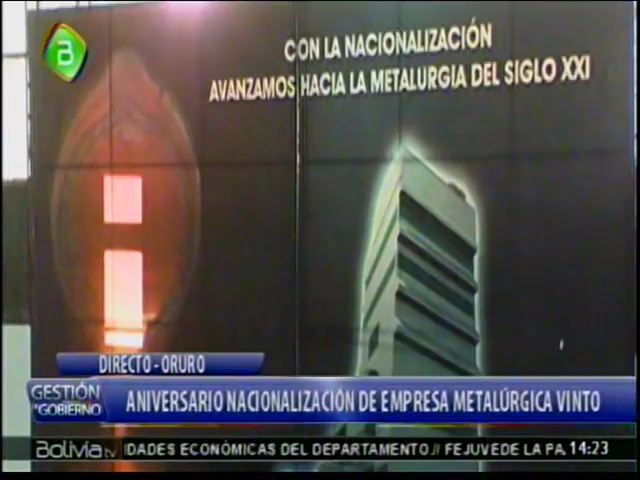 B
CON LA NACIONALIZACIÓN
AVANZAMOS HACIA LA METALURGIA DEL SIGLO XXI
DIRECTO - ORURO
GESTIÓN
DE GOBIERNO
ANIVERSARIO NACIONALIZACIÓN DE EMPRESA METALÚRGICA VINTO
Bolivia tv
IDADES ECONÓMICAS DEL DEPARTAMENTO // FEJUVE DE LA PA
14:23